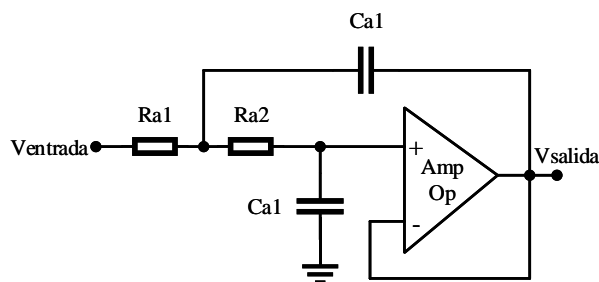 Ca1
Ra1
Ra2
Ventrada
+
Amp
Op
Vsalida
Ca1
-